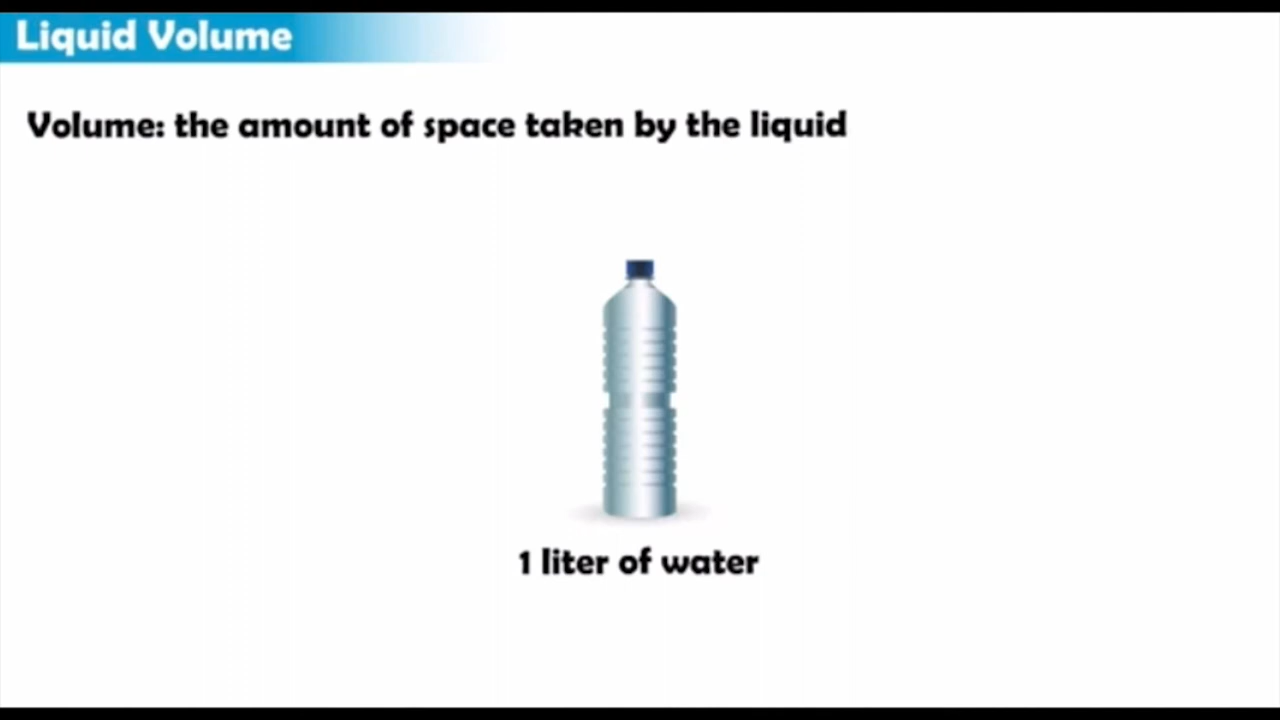 Liquid Volume
Volume: the amount of space taken by the liquid
1 liter of water